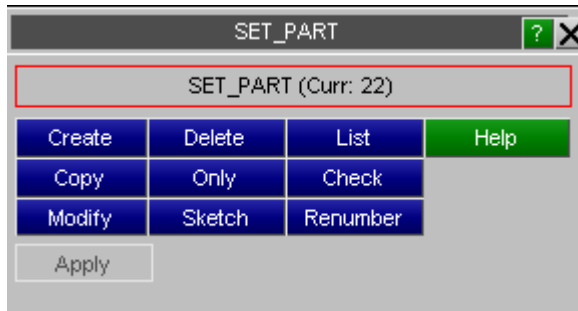 SET_PART ?
SET_PART (Curr: 22)
Create Delete List Help
Copy Only Check
Modify Sketch Renumber
Apply